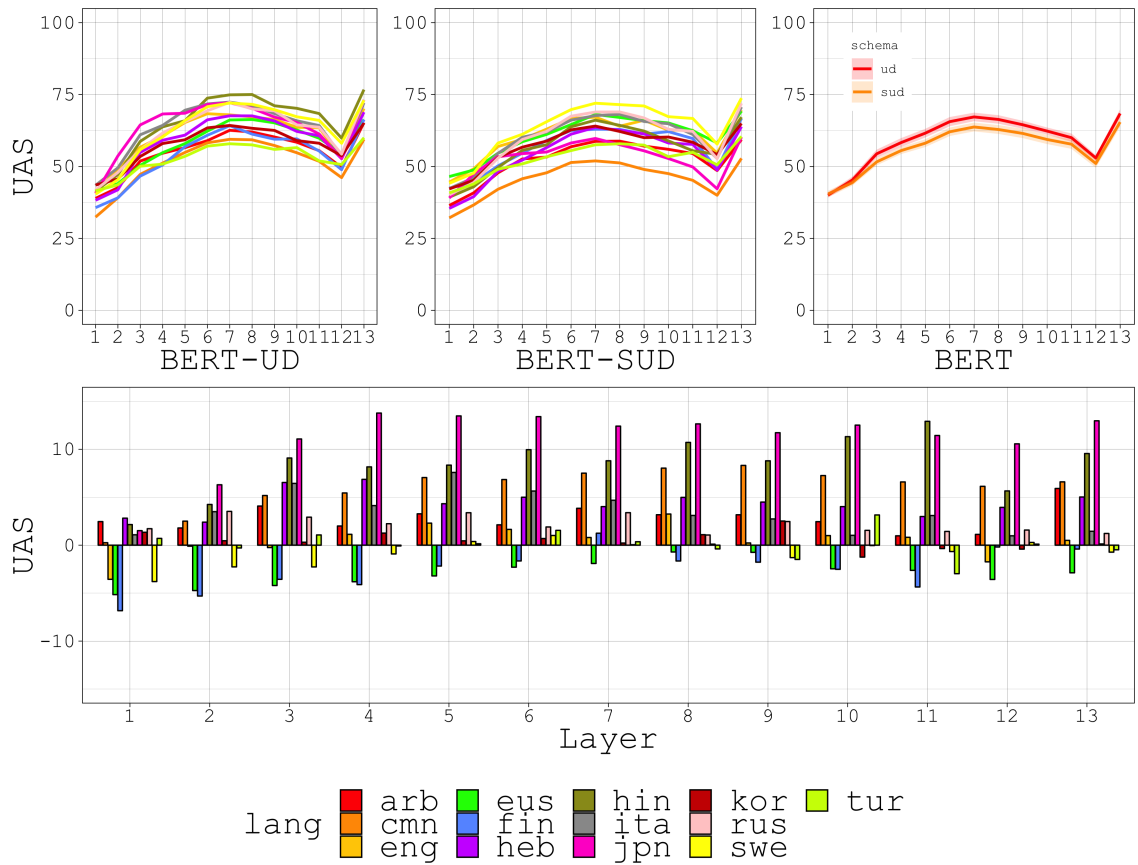 100
75
50
25
0
UAS
1 2 3 4 5 6 7 8 9 10 11 12 13
BERT-UD
100
75
50
25
0
1 2 3 4 5 6 7 8 9 10 11 12 13
BERT-SUD
100
75
50
25
0
schema
ud
sud
1 2 3 4 5 6 7 8 9 10 11 12 13
BERT
10
0
-10
UAS
1 2 3 4 5 6 7 8 9 10 11 12 13
Layer
lang
arb eus hin kor tur
cmn fin ita rus
eng heb jpn swe